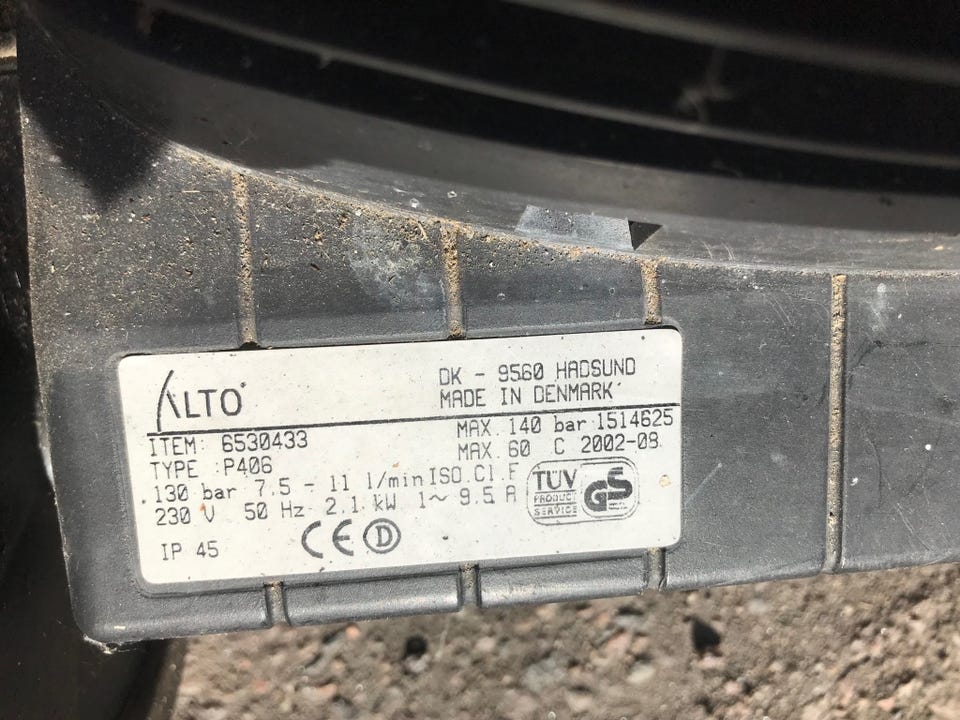 ALTO
DK - 9560 HADSUND
MADE IN DENMARK
ITEM: 6530433
MAX. 140 bar 1514625
TYPE :P406
MAX. 60 C 2002-09
130 bar 7.5 - 11 l/min ISO.Cl.F
230 V 50 Hz 2.1 kW 1~ 9.5 A
TÜV
PRODUCT
SERVICE
GS
IP 45
CE D